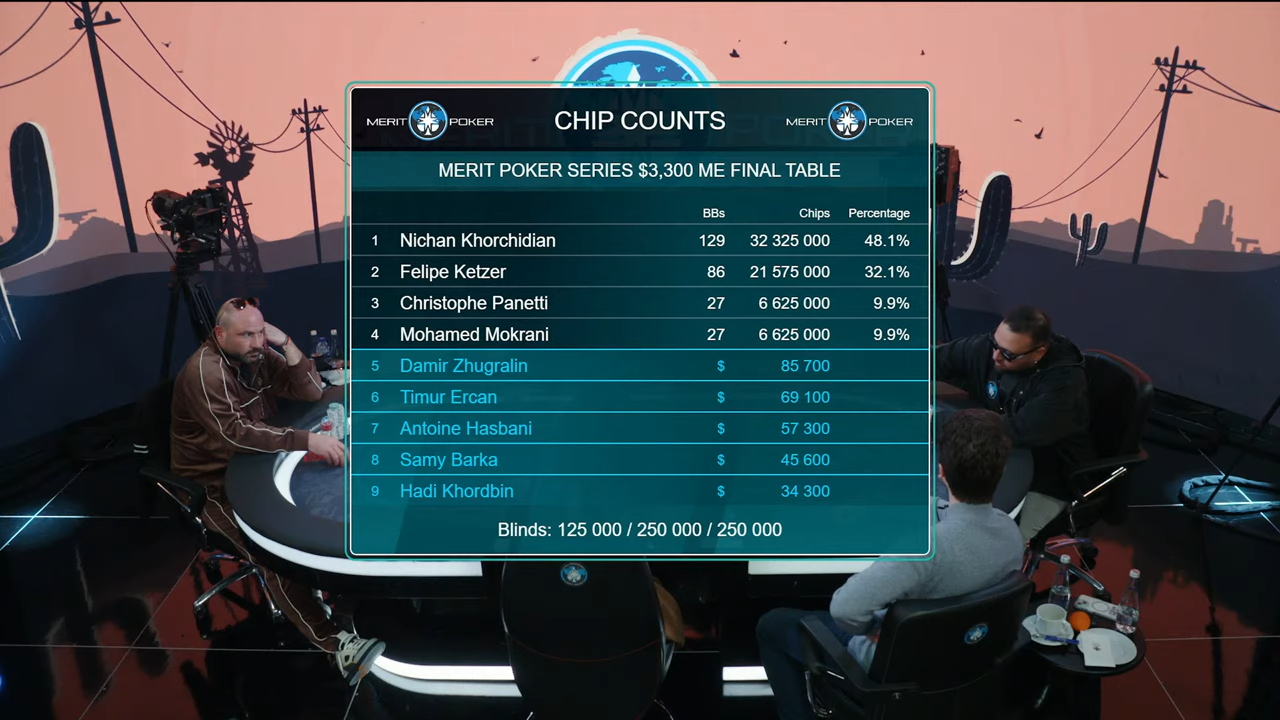 MERIT POKER CHIP COUNTS MERIT POKER
MERIT POKER SERIES $3,300 ME FINAL TABLE
BBs Chips Percentage
1 Nichan Khorchidian 129 32 325 000 48.1%
2 Felipe Ketzer 86 21 575 000 32.1%
3 Christophe Panetti 27 6 625 000 9.9%
4 Mohamed Mokrani 27 6 625 000 9.9%
5 Damir Zhugralin $ 85 700
6 Timur Ercan $ 69 100
7 Antoine Hasbani $ 57 300
8 Samy Barka $ 45 600
9 Hadi Khordbin $ 34 300
Blinds: 125 000 / 250 000 / 250 000